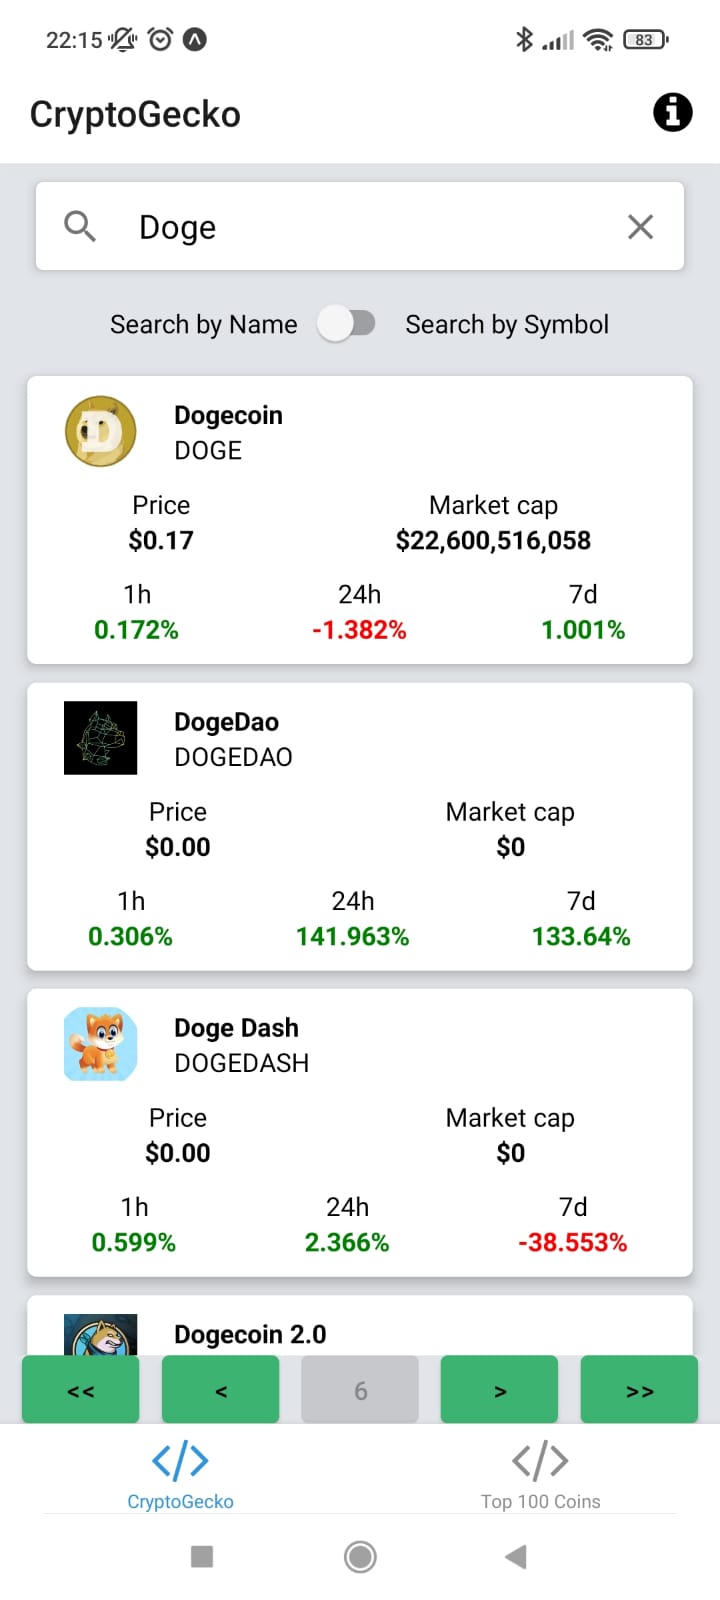 22:15 83
CryptoGecko
Doge
Search by Name Search by Symbol
Dogecoin
DOGE
Price Market cap
$0.17 $22,600,516,058
1h 24h 7d
0.172% -1.382% 1.001%
DogeDao
DOGEDAO
Price Market cap
$0.00 $0
1h 24h 7d
0.306% 141.963% 133.64%
Doge Dash
DOGEDASH
Price Market cap
$0.00 $0
1h 24h 7d
0.599% 2.366% -38.553%
Dogecoin 2.0
<< < 6 > >>
</> </>
CryptoGecko Top 100 Coins